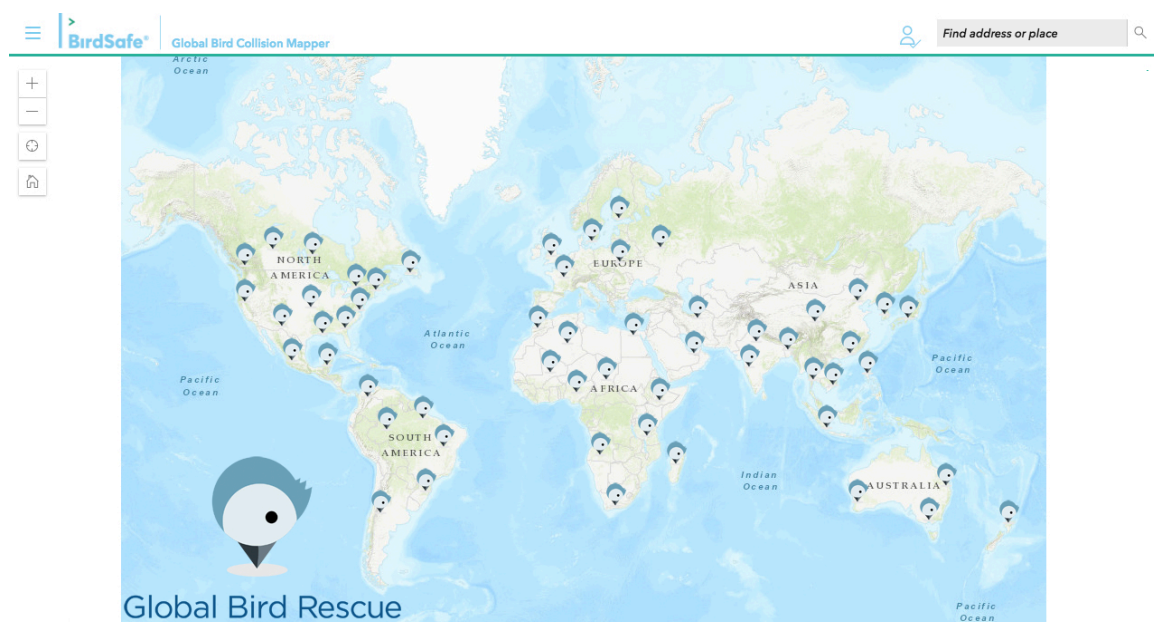 BirdSafe®
Global Bird Collision Mapper
Find address or place
Arctic
Ocean
NORTH
AMERICA
EUROPE
ASIA
Atlantic
Ocean
Pacific
Ocean
Pacific
Ocean
AFRICA
SOUTH
AMERICA
Indian
Ocean
AUSTRALIA
Global Bird Rescue
Pacific
Ocean